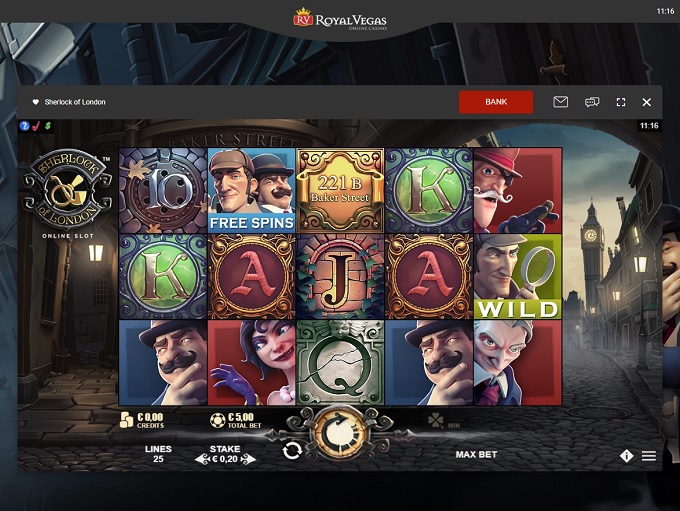 11:16
RV ROYALVEGAS
ONLINE CASINO
Sherlock of London
BANK
11:16
BAKER STREET
SHERLOCK
OF LONDON
TM
ONLINE SLOT
10
FREE SPINS
221 B
Baker Street
K
K
A
J
A
WILD
Q
€ 0,00
CREDITS
€ 5,00
TOTAL BET
WIN
LINES
25
STAKE
€ 0,20
MAX BET